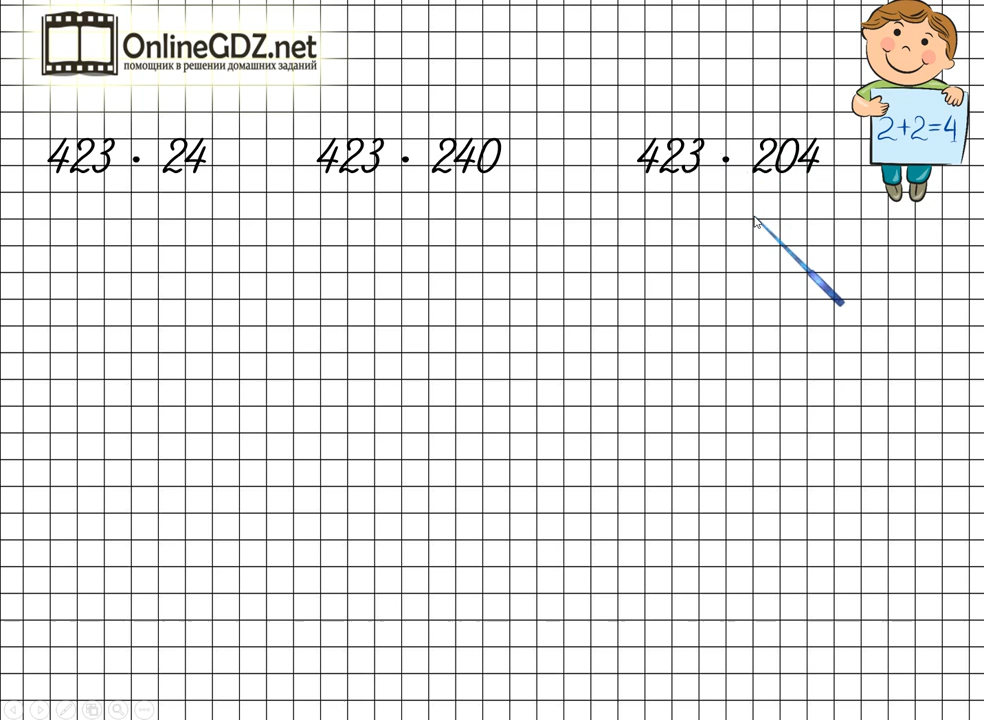 OnlineGDZ.net
помощник в решении домашних заданий
2+2=4
423 · 24 423 · 240 423 · 204